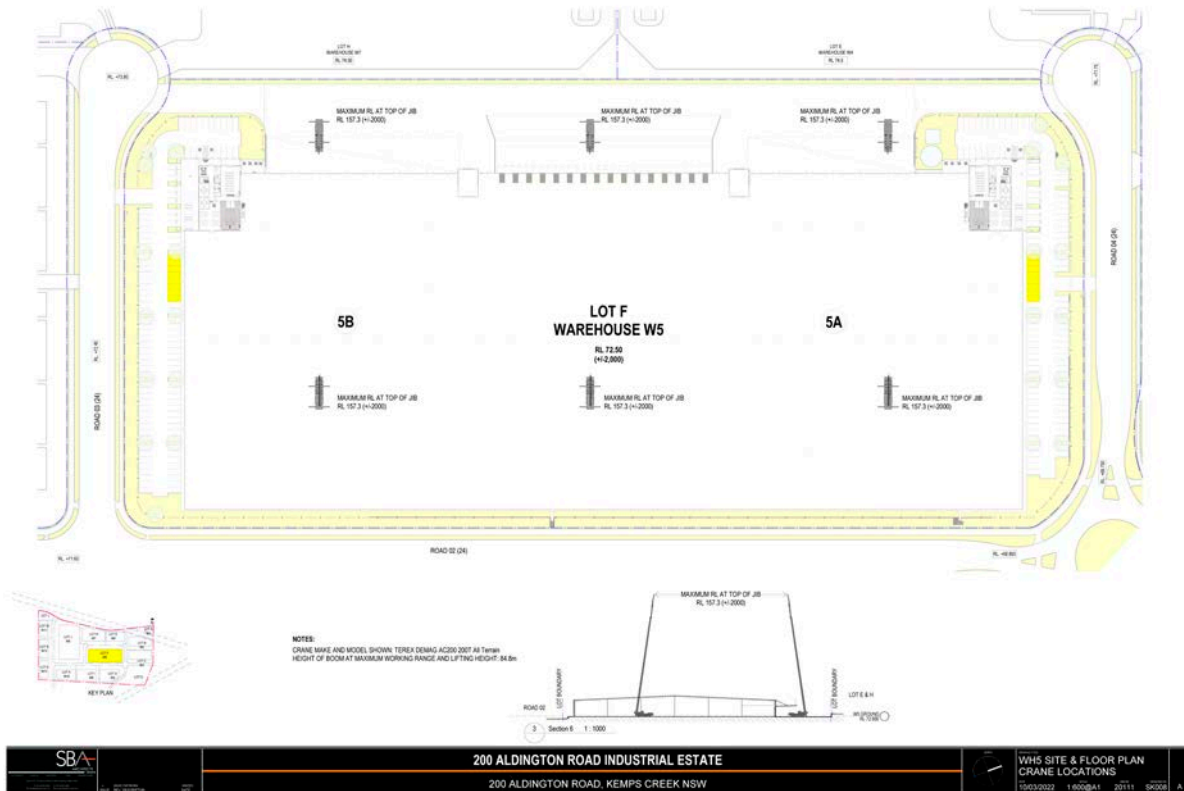 LOT H
WAREHOUSE W7
RL 74.50
LOT E
WAREHOUSE W4
RL 74.5
MAXIMUM RL AT TOP OF JIB
RL 157.3 (+/-2000)
MAXIMUM RL AT TOP OF JIB
RL 157.3 (+/-2000)
MAXIMUM RL AT TOP OF JIB
RL 157.3 (+/-2000)
ROAD 04 (24)
5B
LOT F
WAREHOUSE W5
RL 72.50
(+/-2,000)
5A
MAXIMUM RL AT TOP OF JIB
RL 157.3 (+/-2000)
MAXIMUM RL AT TOP OF JIB
RL 157.3 (+/-2000)
MAXIMUM RL AT TOP OF JIB
RL 157.3 (+/-2000)
ROAD 03 (24)
ROAD 02 (24)
KEY PLAN
NOTES:
CRANE MAKE AND MODEL SHOWN: TEREX DEMAG AC200 200T All Terrain
HEIGHT OF BOOM AT MAXIMUM WORKING RANGE AND LIFTING HEIGHT: 84.8m
MAXIMUM RL AT TOP OF JIB
RL 157.3 (+/-2000)
LOT BOUNDARY
LOT BOUNDARY
ROAD 02
LOT E & H
3
Section 6 1 : 1000
SBA
200 ALDINGTON ROAD INDUSTRIAL ESTATE
200 ALDINGTON ROAD, KEMPS CREEK NSW
WH5 SITE & FLOOR PLAN
CRANE LOCATIONS
10/03/2022 1:600@A1 20111 SK008 A